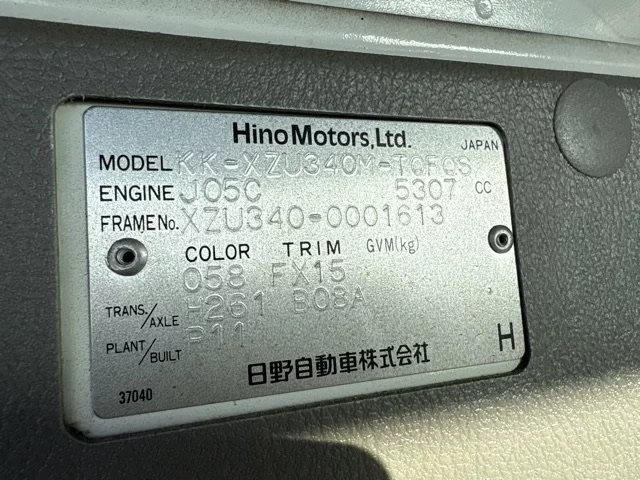 Hino Motors, Ltd. JAPAN
MODEL KK-XZU340M-TQFQS
ENGINE J05C 5307 CC
FRAME No. XZU340-0001613
COLOR TRIM GVM(kg)
058 FX15
TRANS./AXLE H261 B08A
PLANT/BUILT P11
H
日野自動車株式会社
37040